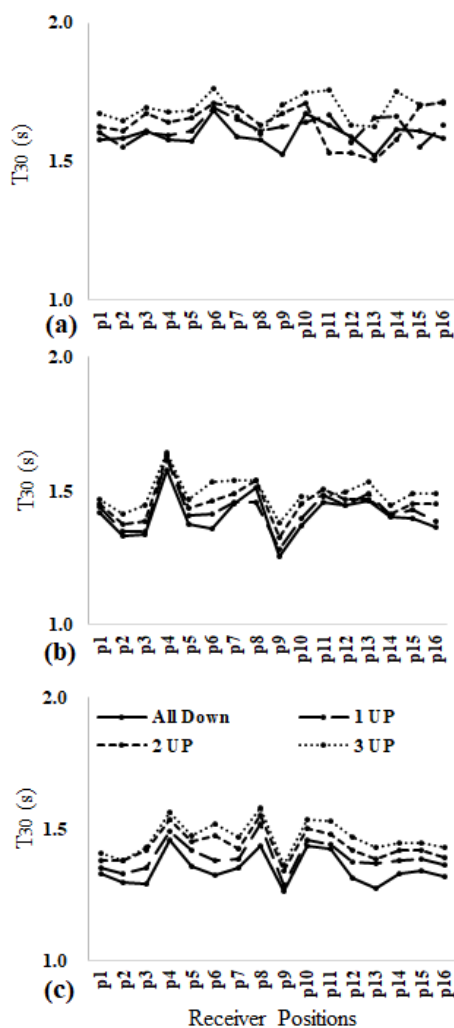 2.0
T30 (s)
1.5
1.0
(a)
p1 p2 p3 p4 p5 p6 p7 p8 p9 p10 p11 p12 p13 p14 p15 p16
2.0
T30 (s)
1.5
1.0
(b)
p1 p2 p3 p4 p5 p6 p7 p8 p9 p10 p11 p12 p13 p14 p15 p16
2.0
All Down 1 UP
2 UP 3 UP
T30 (s)
1.5
1.0
(c)
p1 p2 p3 p4 p5 p6 p7 p8 p9 p10 p11 p12 p13 p14 p15 p16
Receiver Positions